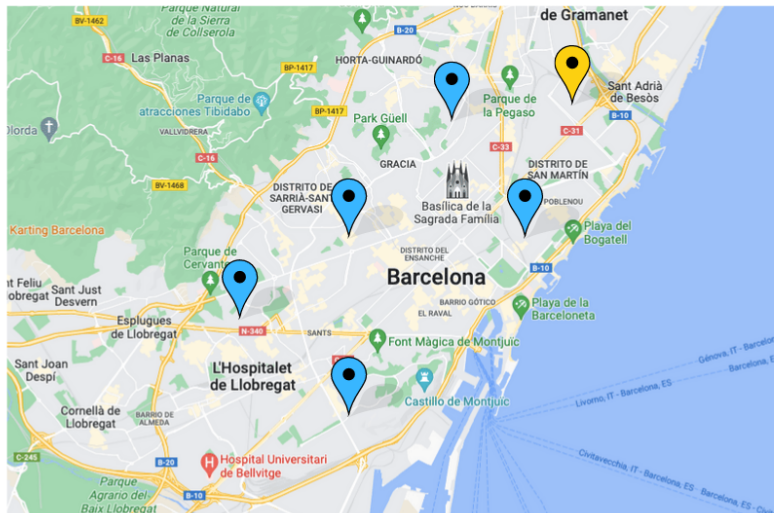 Parque Natural
de la Sierra
de Collserola
BV-1462
C-16
Las Planas
BP-1417
B-20
HORTA-GUINARDÓ
de Gramanet
Sant Adrià
de Besòs
B-10
C-31
Parque de
la Pegaso
C-33
Parque de
atracciones Tibidabo
BP-1417
VALLVIDRERA
Park Güell
GRACIA
C-16
BV-1468
DISTRITO DE
SARRIÀ-SANT
GERVASI
Basílica de la
Sagrada Família
DISTRITO DE
SAN MARTÍN
POBLENOU
Playa del
Bogatell
Karting Barcelona
Parque de
Cervantes
DISTRITO DEL
ENSANCHE
Barcelona
B-10
BARRIO GÓTICO
EL RAVAL
Playa de la
Barceloneta
Sant Just
Desvern
Esplugues
de Llobregat
N-340
SANTS
Font Màgica de Montjuïc
Sant Joan
Despí
L'Hospitalet
de Llobregat
Castillo de Montjuic
Cornellà de
Llobregat
BARRIO DE
ALMEDA
C-245
B-20
H
Hospital Universitari
de Bellvitge
B-10
Parque
Agrario del
Baix Llobregat
Génova, IT - Barcelo
Barcelona, E
Livorno, IT - Barcelona, ES
Civitavecchia, IT - Barcelona, ES